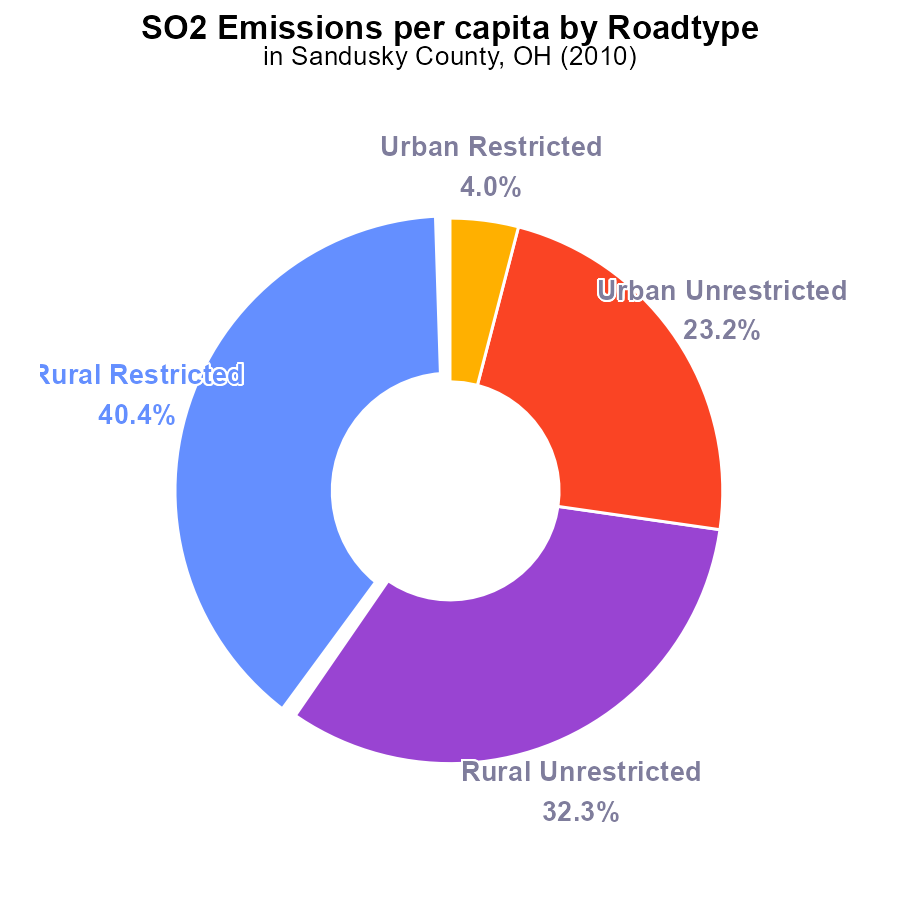 SO2 Emissions per capita by Roadtype
in Sandusky County, OH (2010)
Urban Restricted
4.0%
Urban Unrestricted
23.2%
Rural Restricted
40.4%
Rural Unrestricted
32.3%